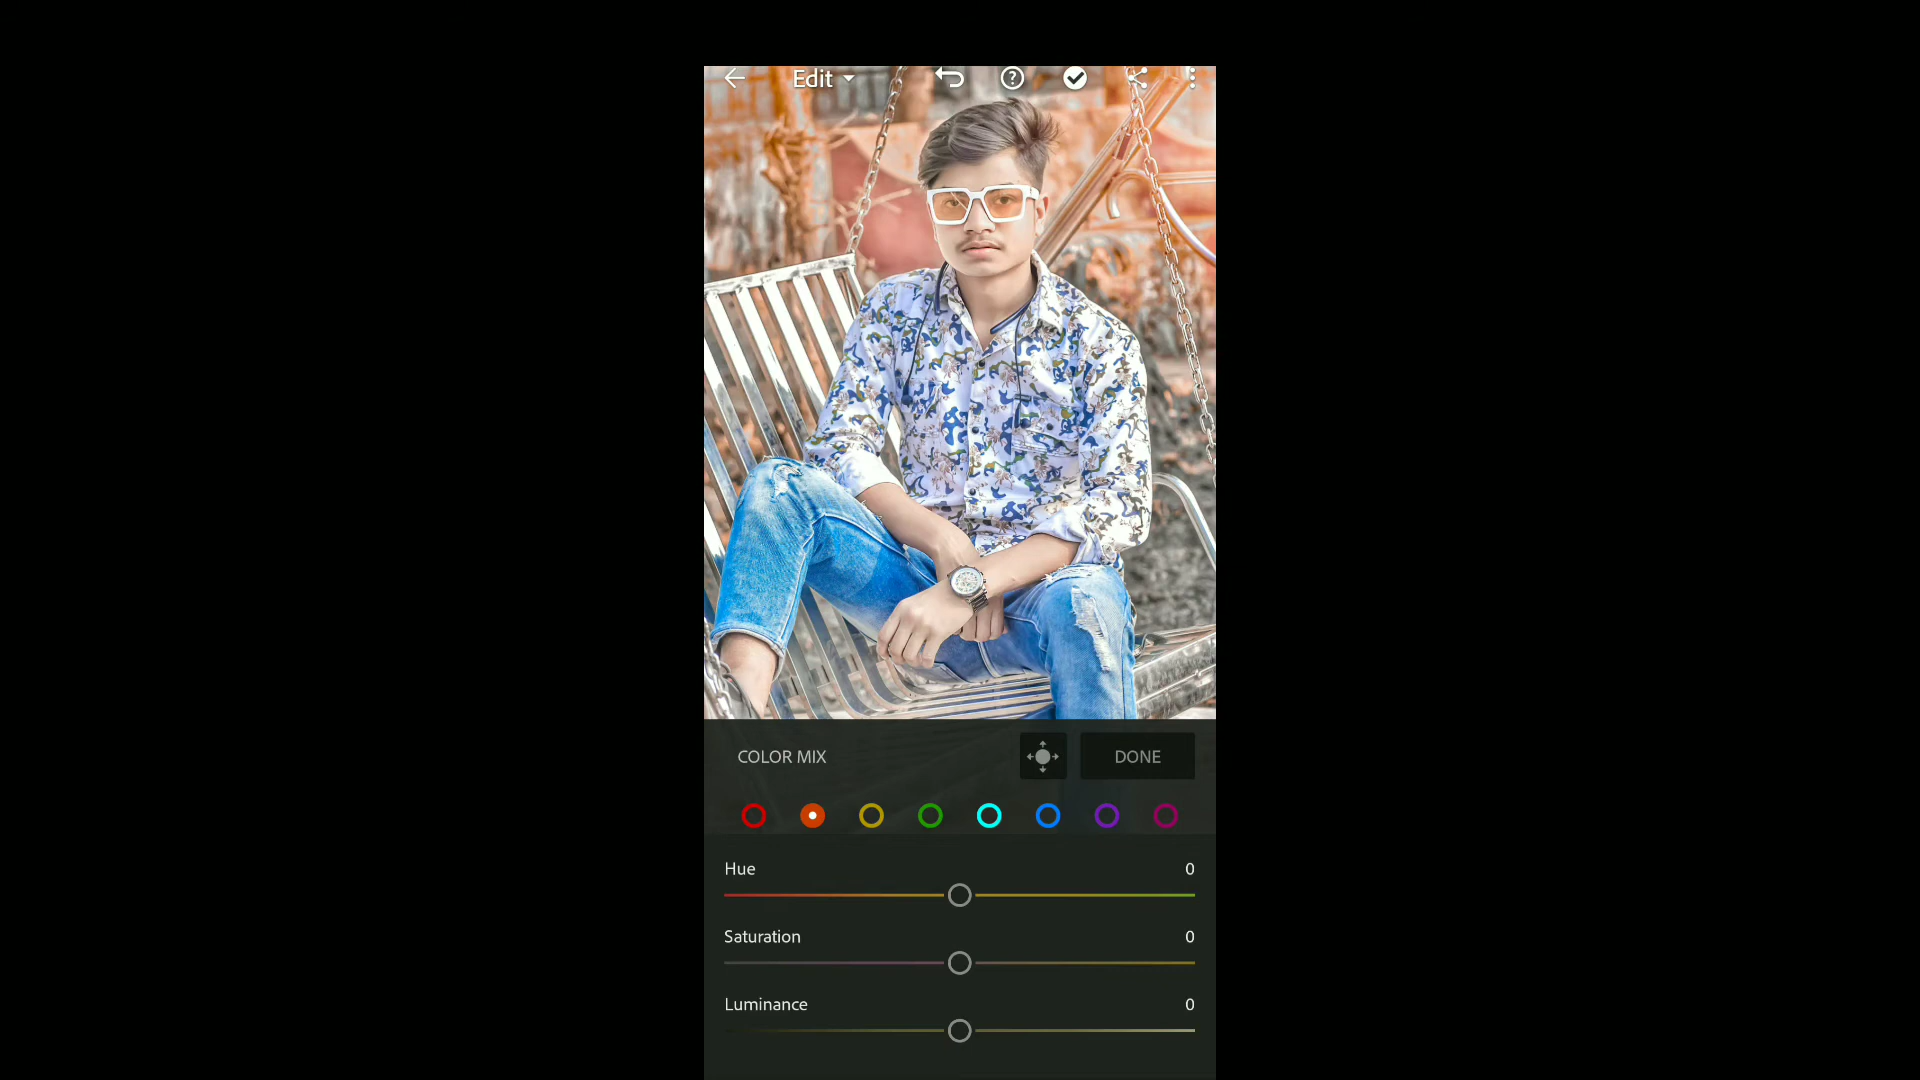 Edit
COLOR MIX
DONE
Hue 0
Saturation 0
Luminance 0